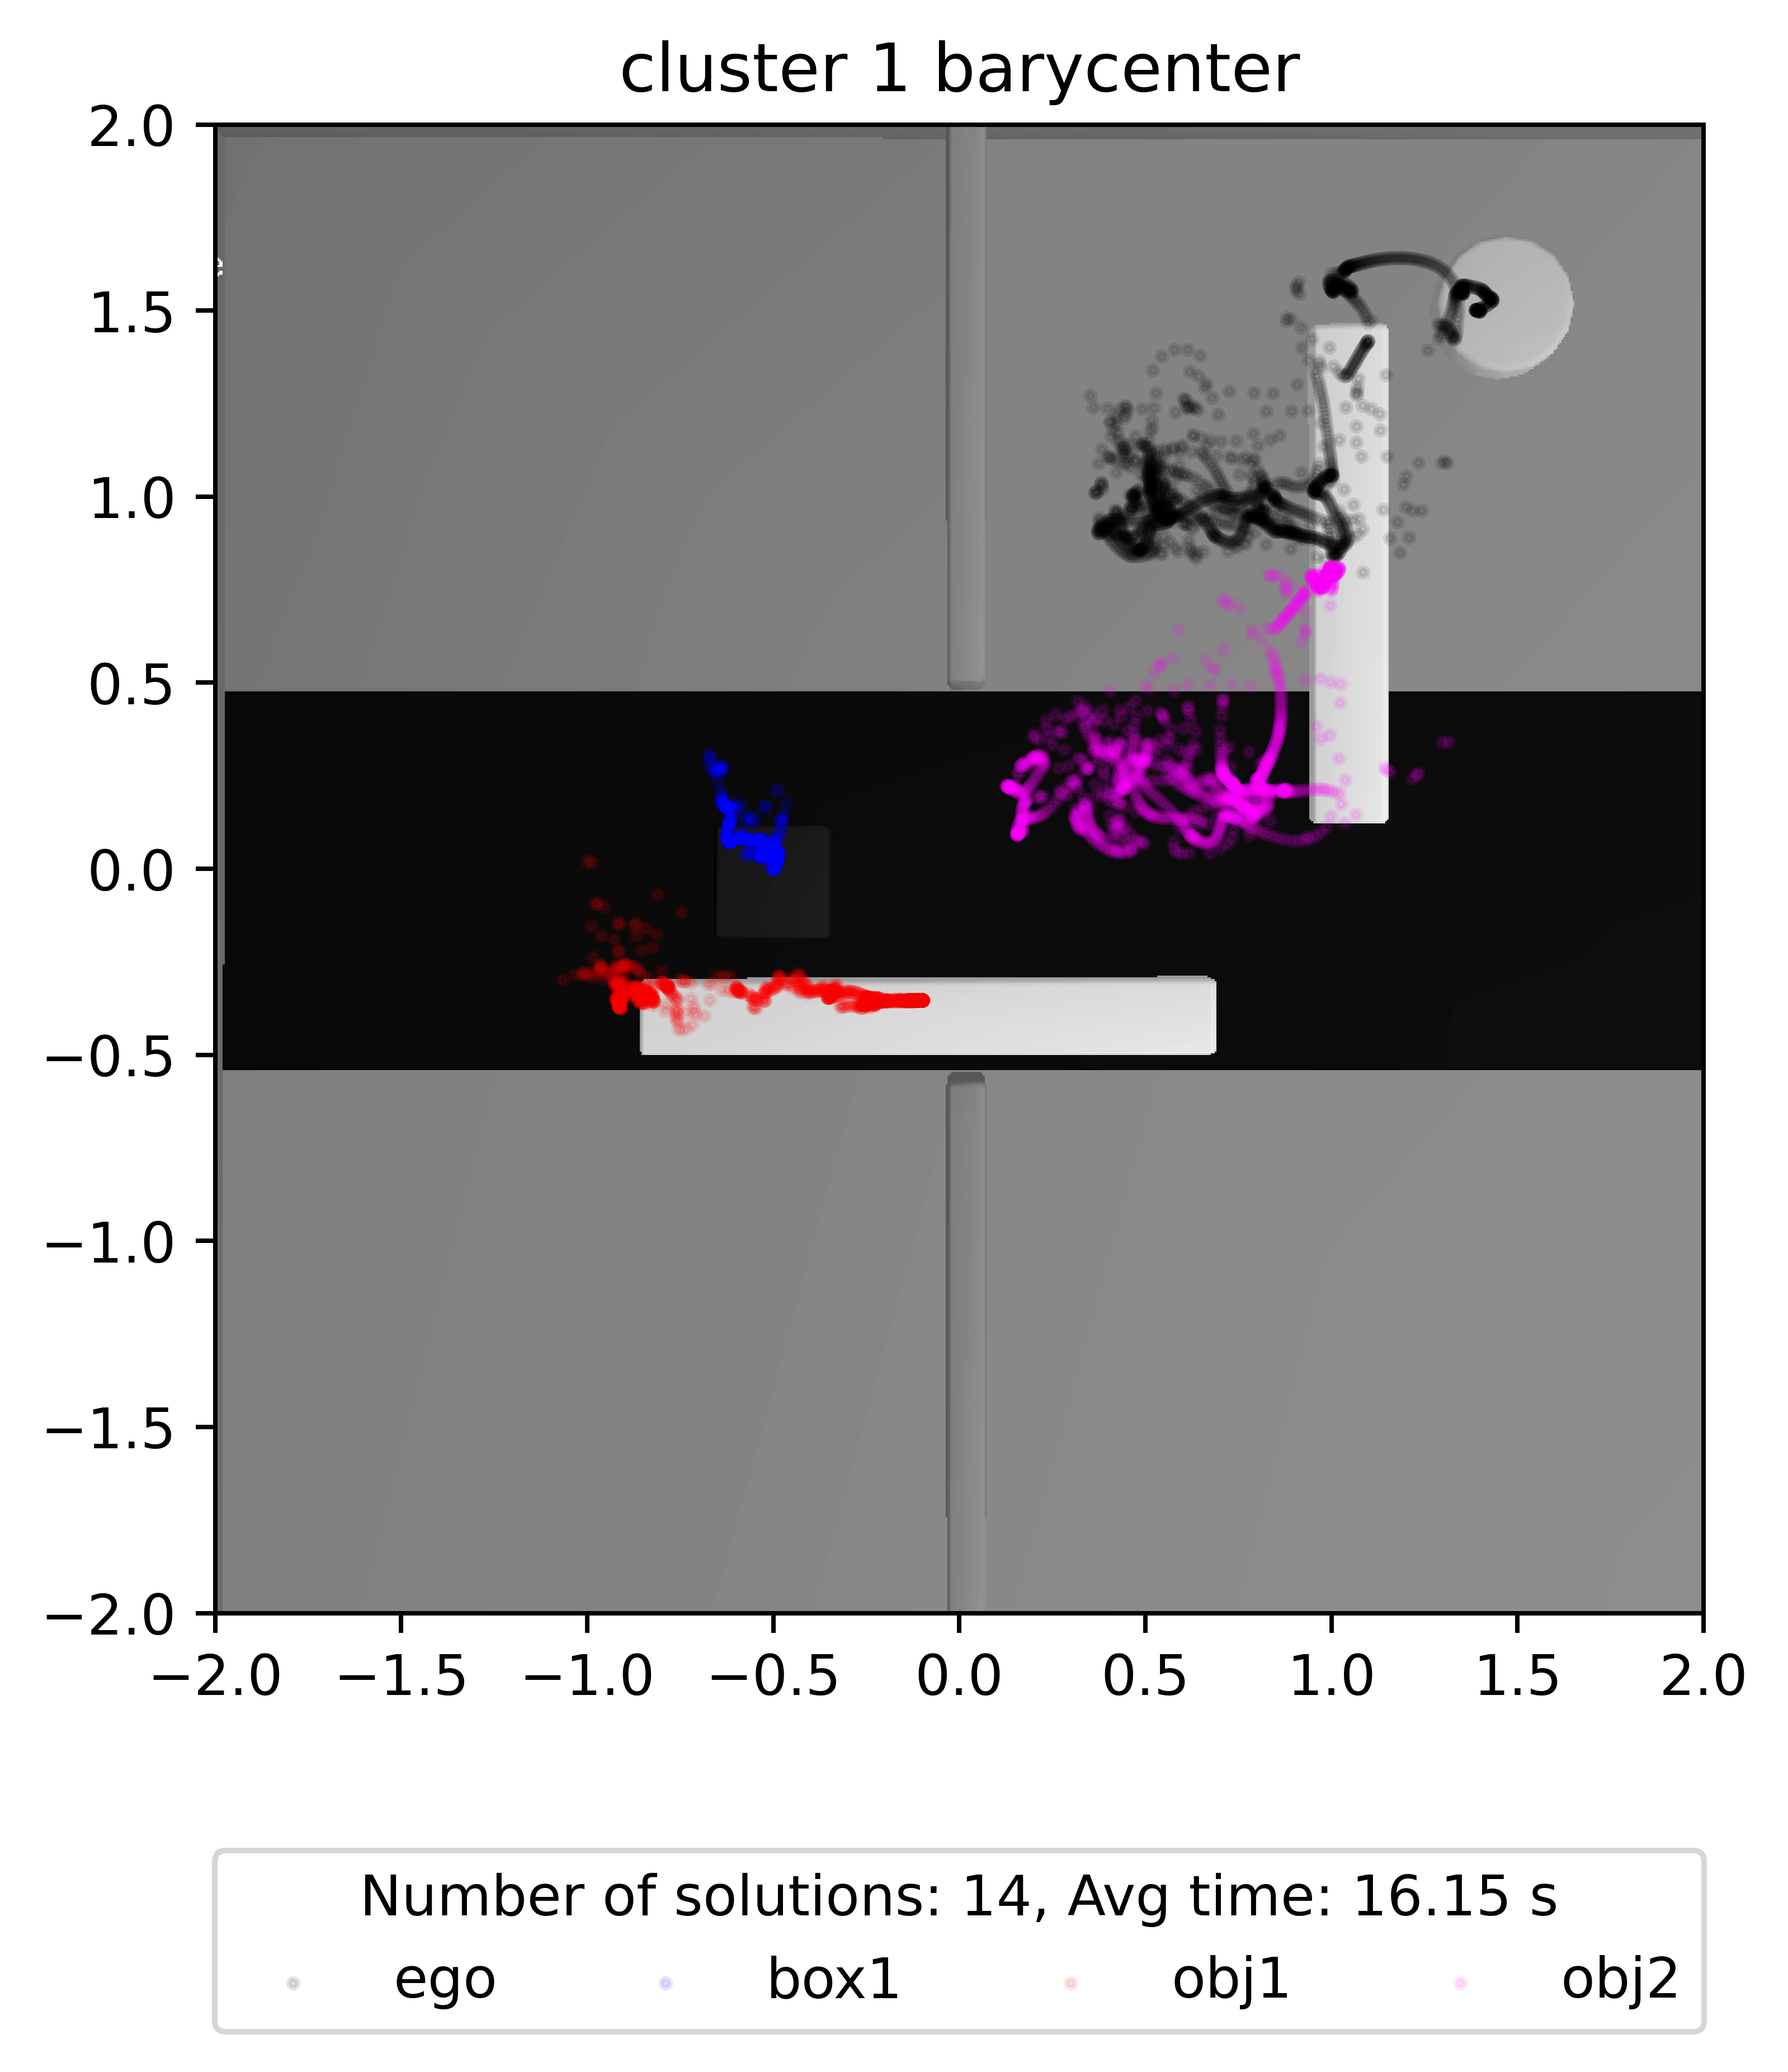 cluster 1 barycenter
2.0
1.5
1.0
0.5
0.0
−0.5
−1.0
−1.5
−2.0
−2.0 −1.5 −1.0 −0.5 0.0 0.5 1.0 1.5 2.0
Number of solutions: 14, Avg time: 16.15 s
ego box1 obj1 obj2